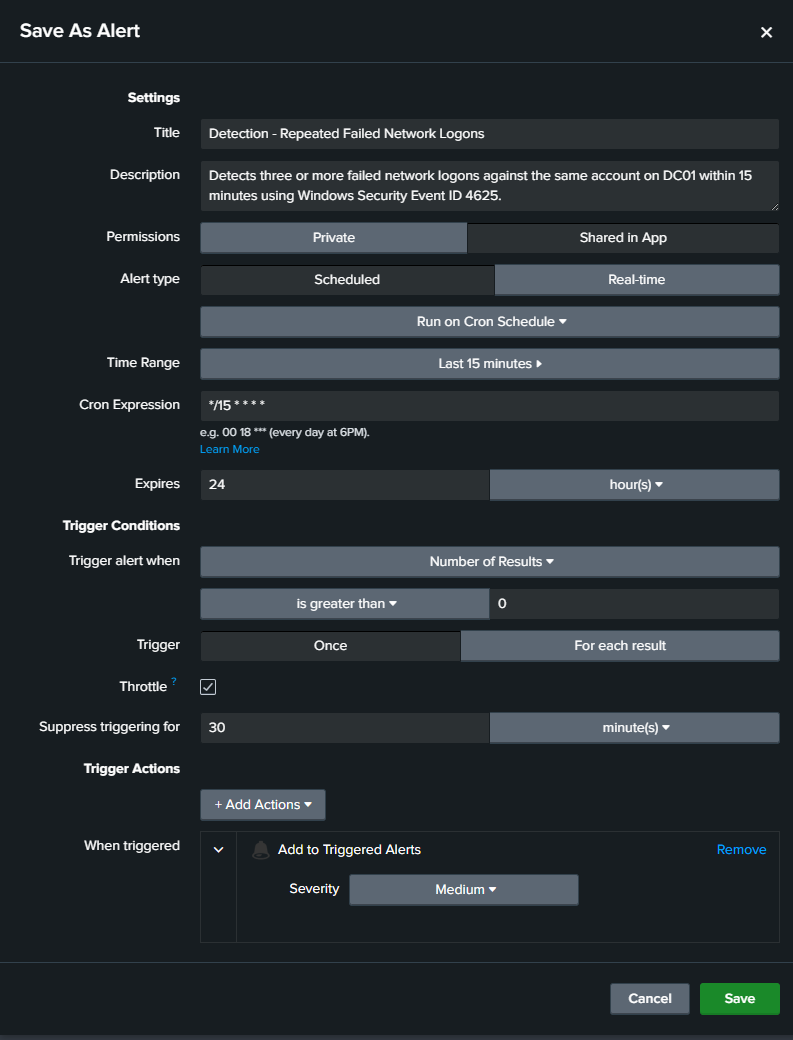 Save As Alert
Settings
Title Detection - Repeated Failed Network Logons
Description Detects three or more failed network logons against the same account on DC01 within 15
minutes using Windows Security Event ID 4625.
Permissions Private Shared in App
Alert type Scheduled Real-time
Run on Cron Schedule
Time Range Last 15 minutes
Cron Expression */15 * * * *
e.g. 00 18 *** (every day at 6PM).
Learn More
Expires 24 hour(s)
Trigger Conditions
Trigger alert when Number of Results
is greater than 0
Trigger Once For each result
Throttle ?
Suppress triggering for 30 minute(s)
Trigger Actions
+ Add Actions
When triggered Add to Triggered Alerts Remove
Severity Medium
Cancel Save